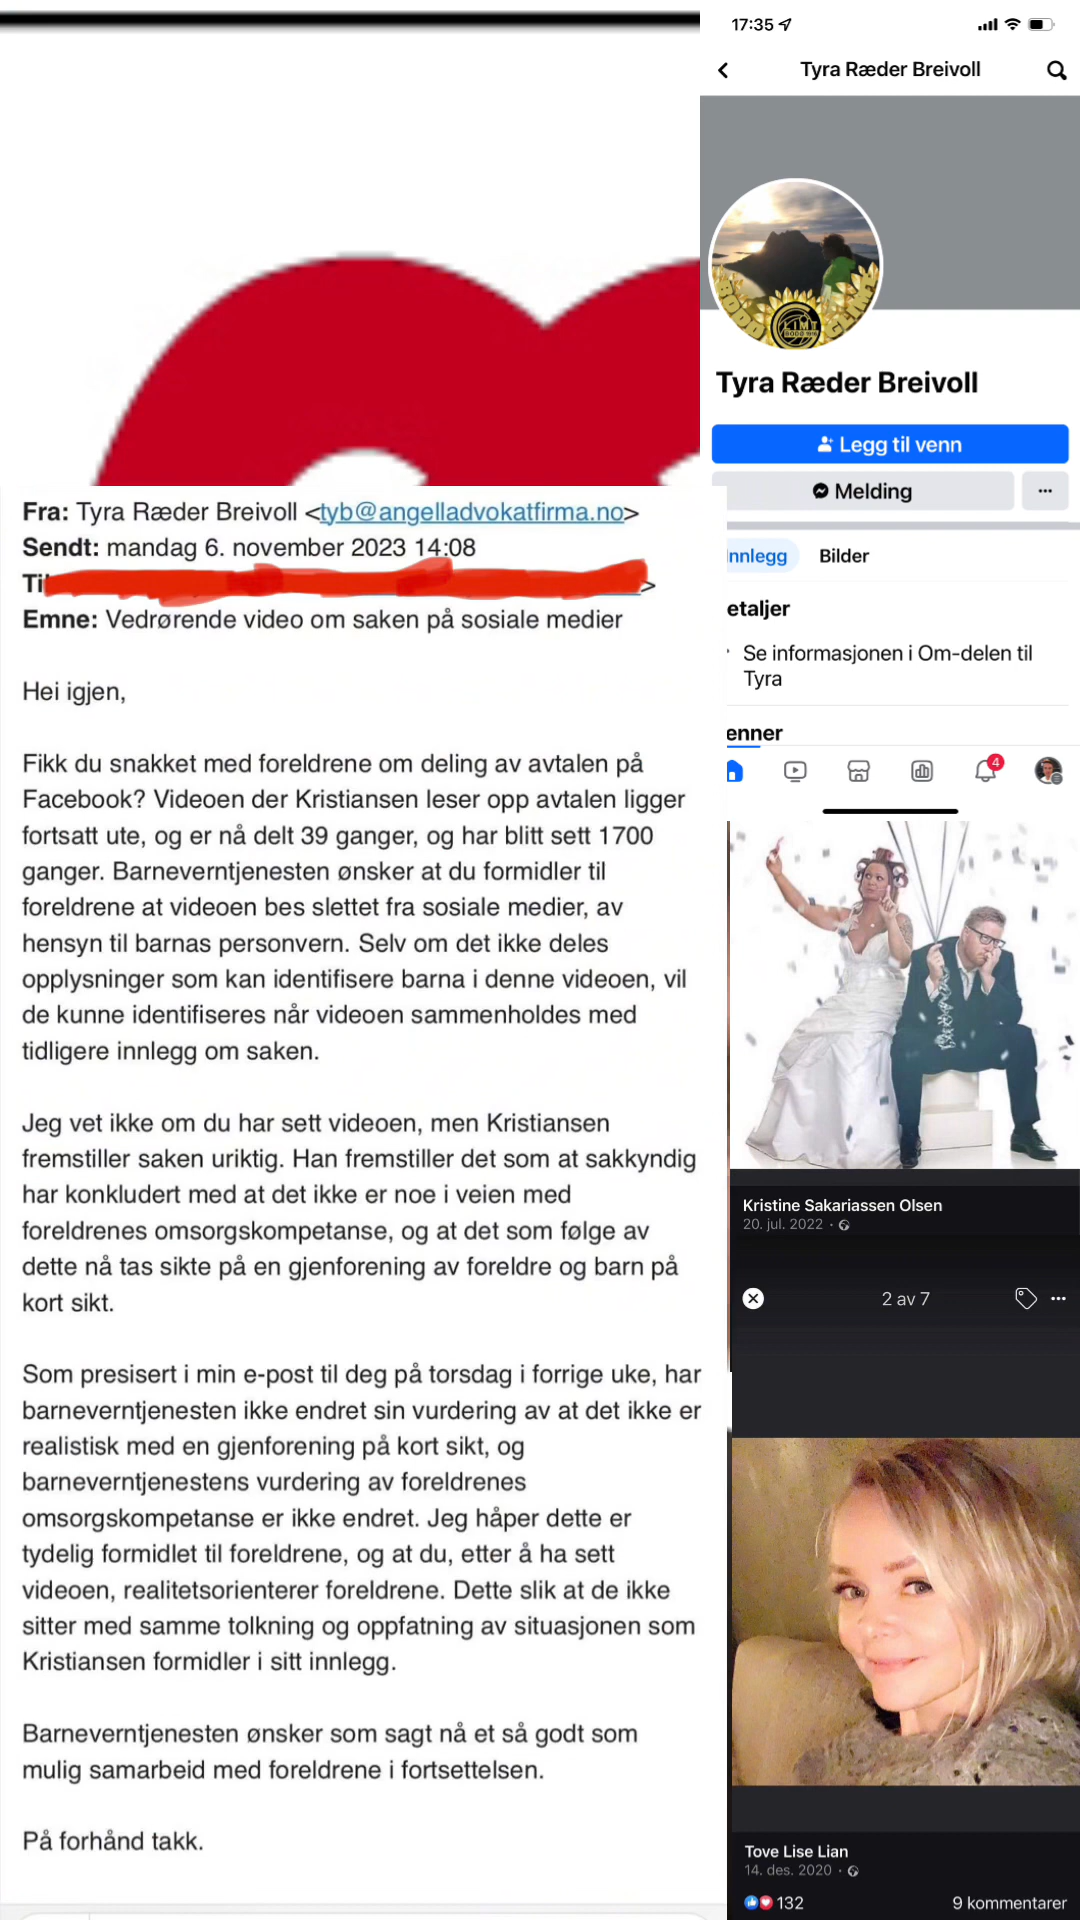 Fra: Tyra Ræder Breivoll <tyb@angelladvokatfirma.no>
Sendt: mandag 6. november 2023 14:08
Ti
>
Emne: Vedrørende video om saken på sosiale medier
Hei igjen,
Fikk du snakket med foreldrene om deling av avtalen på
Facebook? Videoen der Kristiansen leser opp avtalen ligger
fortsatt ute, og er nå delt 39 ganger, og har blitt sett 1700
ganger. Barneverntjenesten ønsker at du formidler til
foreldrene at videoen bes slettet fra sosiale medier, av
hensyn til barnas personvern. Selv om det ikke deles
opplysninger som kan identifisere barna i denne videoen, vil
de kunne identifiseres når videoen sammenholdes med
tidligere innlegg om saken.
Jeg vet ikke om du har sett videoen, men Kristiansen
fremstiller saken uriktig. Han fremstiller det som at sakkyndig
har konkludert med at det ikke er noe i veien med
foreldrenes omsorgskompetanse, og at det som følge av
dette nå tas sikte på en gjenforening av foreldre og barn på
kort sikt.
Som presisert i min e-post til deg på torsdag i forrige uke, har
barneverntjenesten ikke endret sin vurdering av at det ikke er
realistisk med en gjenforening på kort sikt, og
barneverntjenestens vurdering av foreldrenes
omsorgskompetanse er ikke endret. Jeg håper dette er
tydelig formidlet til foreldrene, og at du, etter å ha sett
videoen, realitetsorienterer foreldrene. Dette slik at de ikke
sitter med samme tolkning og oppfatning av situasjonen som
Kristiansen formidler i sitt innlegg.
Barneverntjenesten ønsker som sagt nå et så godt som
mulig samarbeid med foreldrene i fortsettelsen.
På forhånd takk.
17:35
Tyra Ræder Breivoll
BODØ
GLIMT
GLIMT
BODØ 1916
Tyra Ræder Breivoll
Legg til venn
Melding
nnlegg
Bilder
etaljer
Se informasjonen i Om-delen til
Tyra
enner
4
Kristine Sakariassen Olsen
20. jul. 2022 ·
2 av 7
Tove Lise Lian
14. des. 2020 ·
132
9 kommentarer